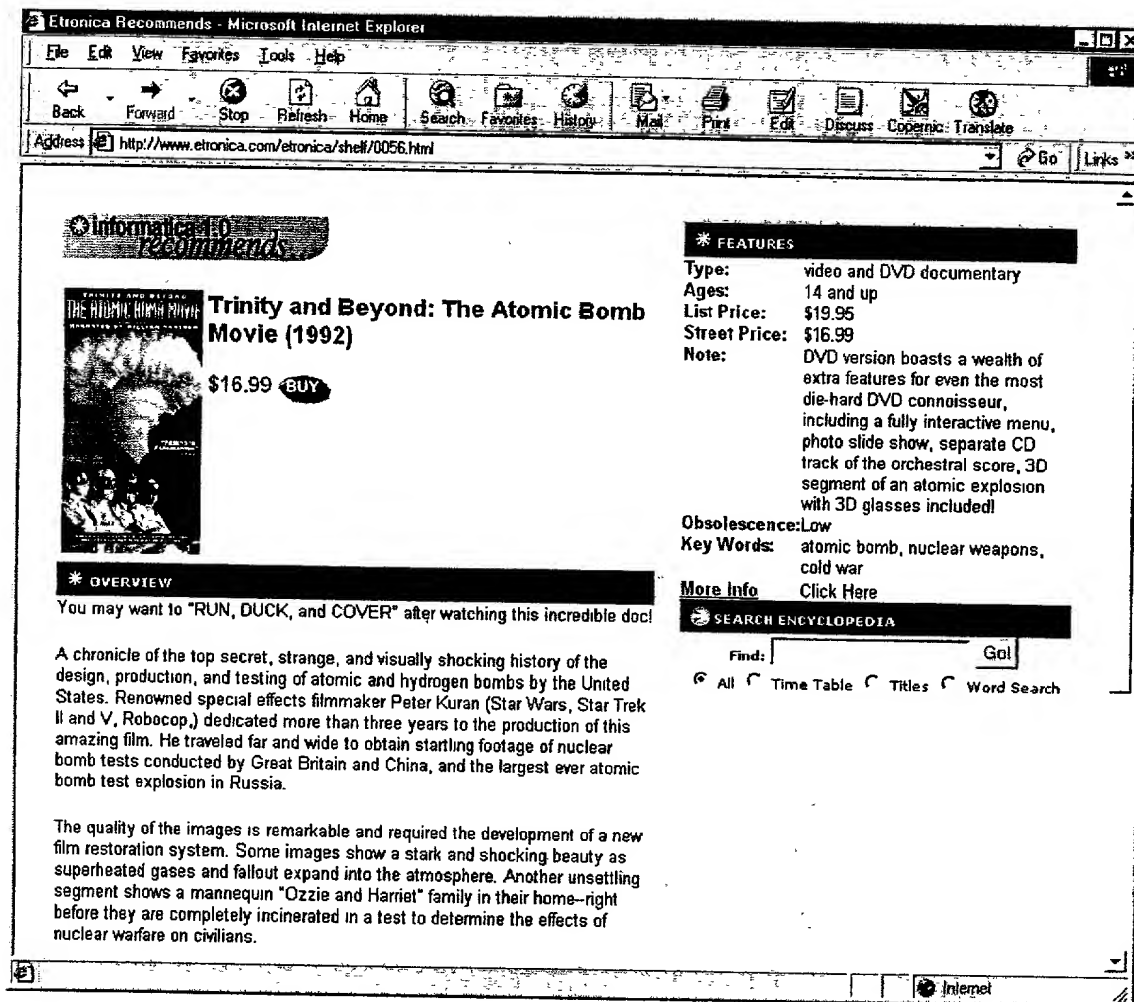 Etronica Recommends - Microsoft Internet Explorer
File Edit View Favorites Tools Help
Back Forward Stop Refresh Home Search Favorites History Mail Print Edit Discuss Copernic Translate
Address http://www.etronica.com/etronica/shelf/0056.html Go Links »
informatica 1.0
recommends
TRINITY AND BEYOND
THE ATOMIC BOMB MOVIE
Trinity and Beyond: The Atomic Bomb
Movie (1992)
$16.99 BUY
* OVERVIEW
You may want to "RUN, DUCK, and COVER" after watching this incredible doc!
A chronicle of the top secret, strange, and visually shocking history of the
design, production, and testing of atomic and hydrogen bombs by the United
States. Renowned special effects filmmaker Peter Kuran (Star Wars, Star Trek
II and V, Robocop,) dedicated more than three years to the production of this
amazing film. He traveled far and wide to obtain startling footage of nuclear
bomb tests conducted by Great Britain and China, and the largest ever atomic
bomb test explosion in Russia.
The quality of the images is remarkable and required the development of a new
film restoration system. Some images show a stark and shocking beauty as
superheated gases and fallout expand into the atmosphere. Another unsettling
segment shows a mannequin "Ozzie and Harriet" family in their home--right
before they are completely incinerated in a test to determine the effects of
nuclear warfare on civilians.
* FEATURES
Type: video and DVD documentary
Ages: 14 and up
List Price: $19.95
Street Price: $16.99
Note: DVD version boasts a wealth of
extra features for even the most
die-hard DVD connoisseur,
including a fully interactive menu,
photo slide show, separate CD
track of the orchestral score, 3D
segment of an atomic explosion
with 3D glasses included!
Obsolescence:Low
Key Words: atomic bomb, nuclear weapons,
cold war
More Info Click Here
SEARCH ENCYCLOPEDIA
Find: Go!
All Time Table Titles Word Search
Internet